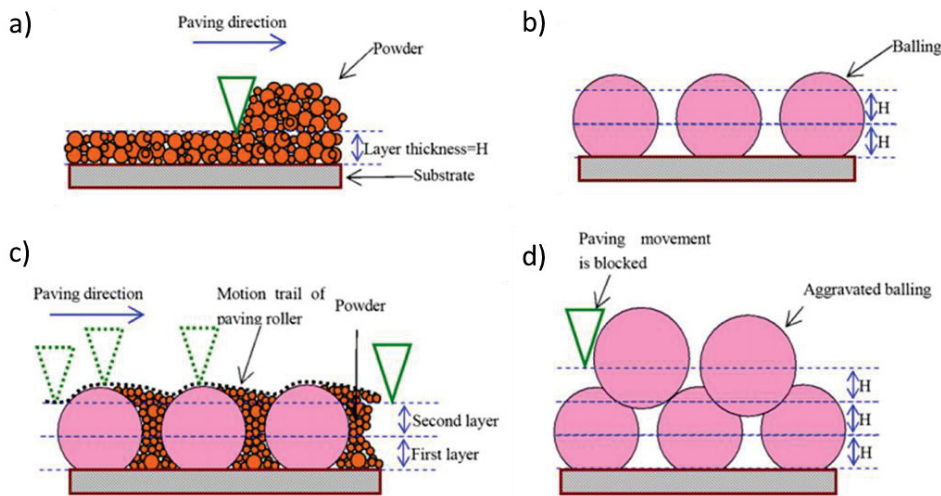 a)
Paving direction
Powder
Layer thickness=H
Substrate
b)
Balling
H
H
c)
Paving direction
Motion trail of
paving roller
Powder
Second layer
First layer
d)
Paving movement
is blocked
Aggravated balling
H
H
H